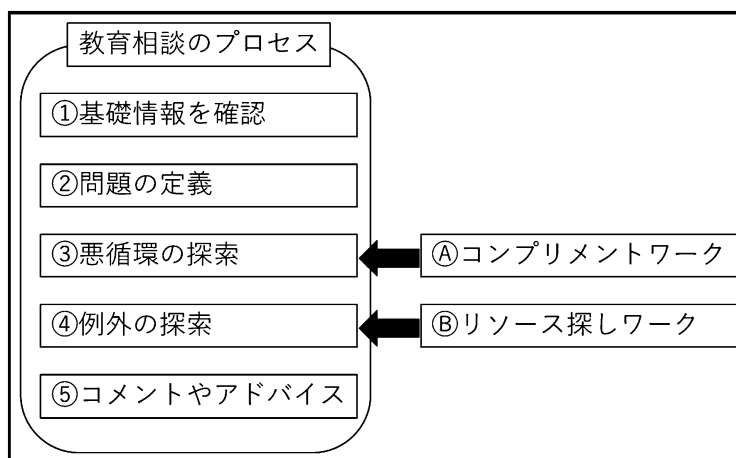 教育相談のプロセス
①基礎情報を確認
②問題の定義
③悪循環の探索
Ⓐコンプリメントワーク
④例外の探索
Ⓑリソース探しワーク
⑤コメントやアドバイス